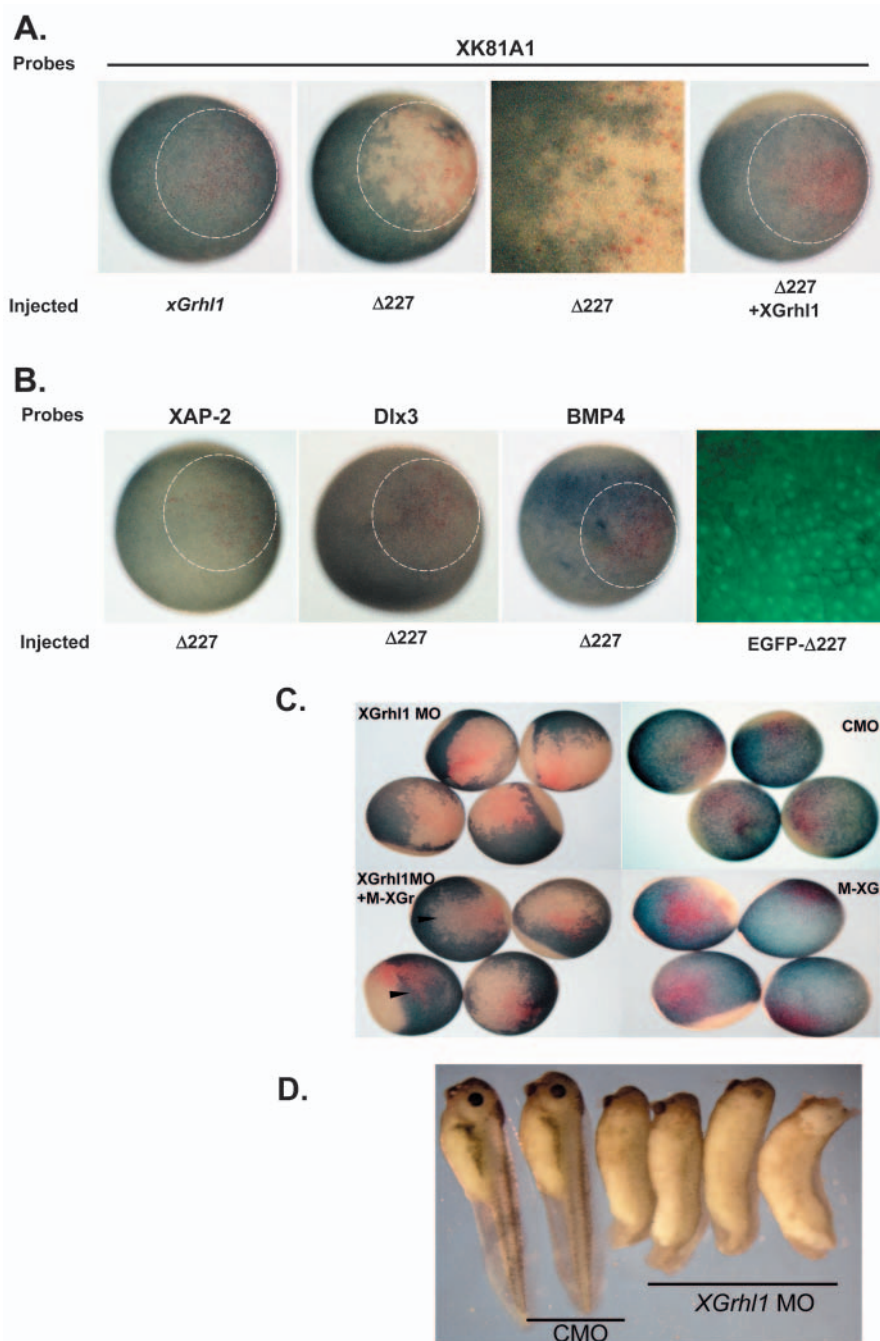 A.
XK81A1
Probes
Injected
xGrhl1
Δ227
Δ227
Δ227
+XGrhl1
B.
Probes
XAP-2
Dlx3
BMP4
Injected
Δ227
Δ227
Δ227
EGFP-Δ227
C.
XGrhl1 MO
CMO
XGrhl1MO
+M-XGr
M-XG
D.
CMO
XGrhl1 MO